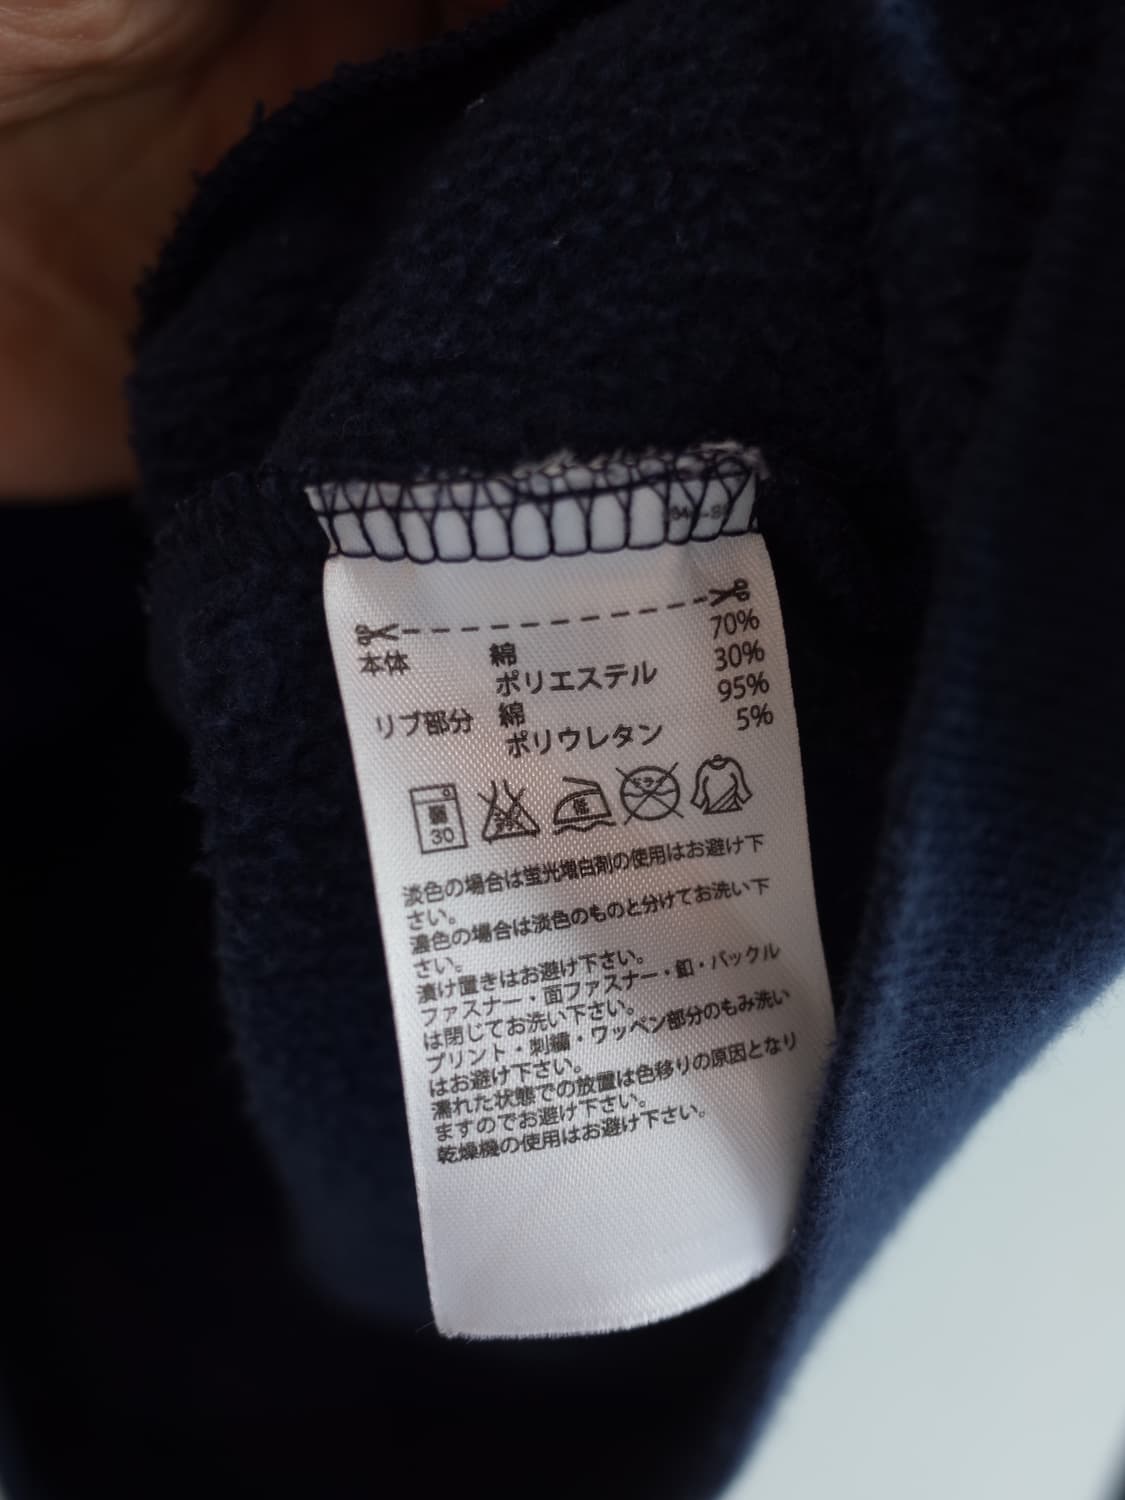 本体 綿 70%
ポリエステル 30%
リブ部分 綿 95%
ポリウレタン 5%
30 低 ドライ
淡色の場合は蛍光増白剤の使用はお避け下
さい。
濃色の場合は淡色のものと分けてお洗い下
さい。
漬け置きはお避け下さい。
ファスナー・面ファスナー・釦・バックル
は閉じてお洗い下さい。
プリント・刺繍・ワッペン部分のもみ洗い
はお避け下さい。
濡れた状態での放置は色移りの原因となり
ますのでお避け下さい。
乾燥機の使用はお避け下さい。